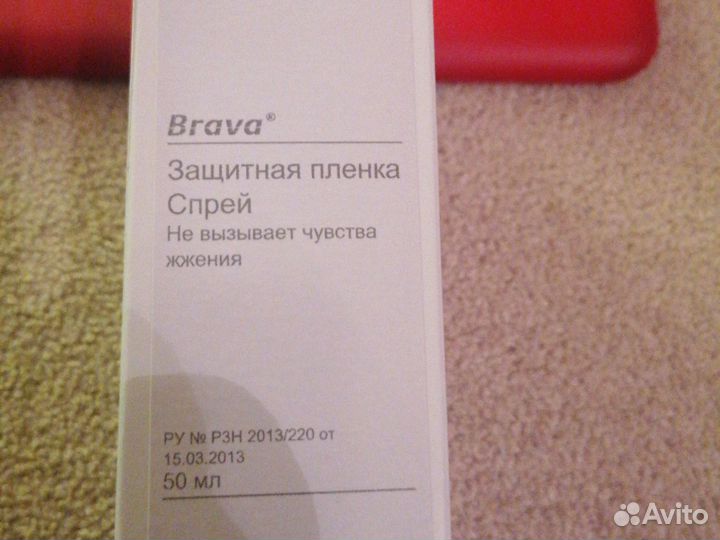 Brava®
Защитная пленка
Спрей
Не вызывает чувства
жжения
РУ № РЗН 2013/220 от
15.03.2013
50 мл
Avito